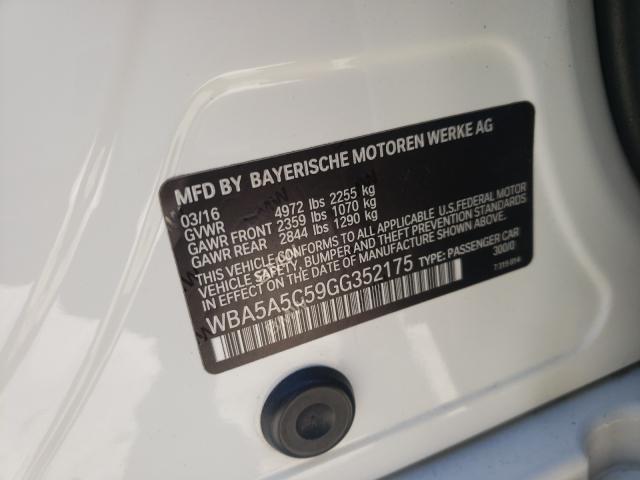 MFD BY BAYERISCHE MOTOREN WERKE AG
03/16
GVWR 4972 lbs 2255 kg
GAWR FRONT 2359 lbs 1070 kg
GAWR REAR 2844 lbs 1290 kg
THIS VEHICLE CONFORMS TO ALL APPLICABLE U.S.FEDERAL MOTOR
VEHICLE SAFETY, BUMPER, AND THEFT PREVENTION STANDARDS
IN EFFECT ON THE DATE OF MANUFACTURE SHOWN ABOVE.
WBA5A5C59GG352175 TYPE: PASSENGER CAR
300/0